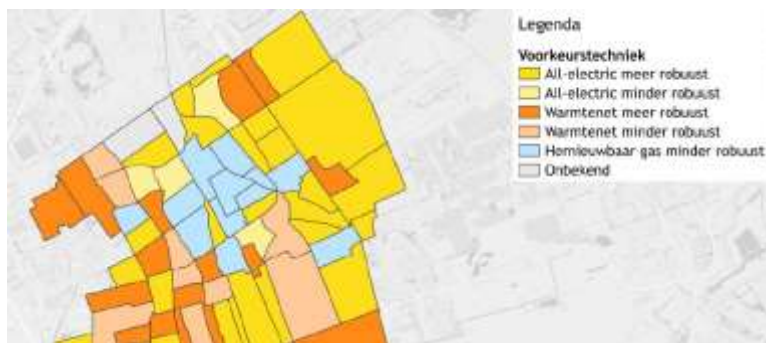 Legenda
Voorkeurstechniek
All-electric meer robuust
All-electric minder robuust
Warmtenet meer robuust
Warmtenet minder robuust
Hernieuwbaar gas minder robuust
Onbekend